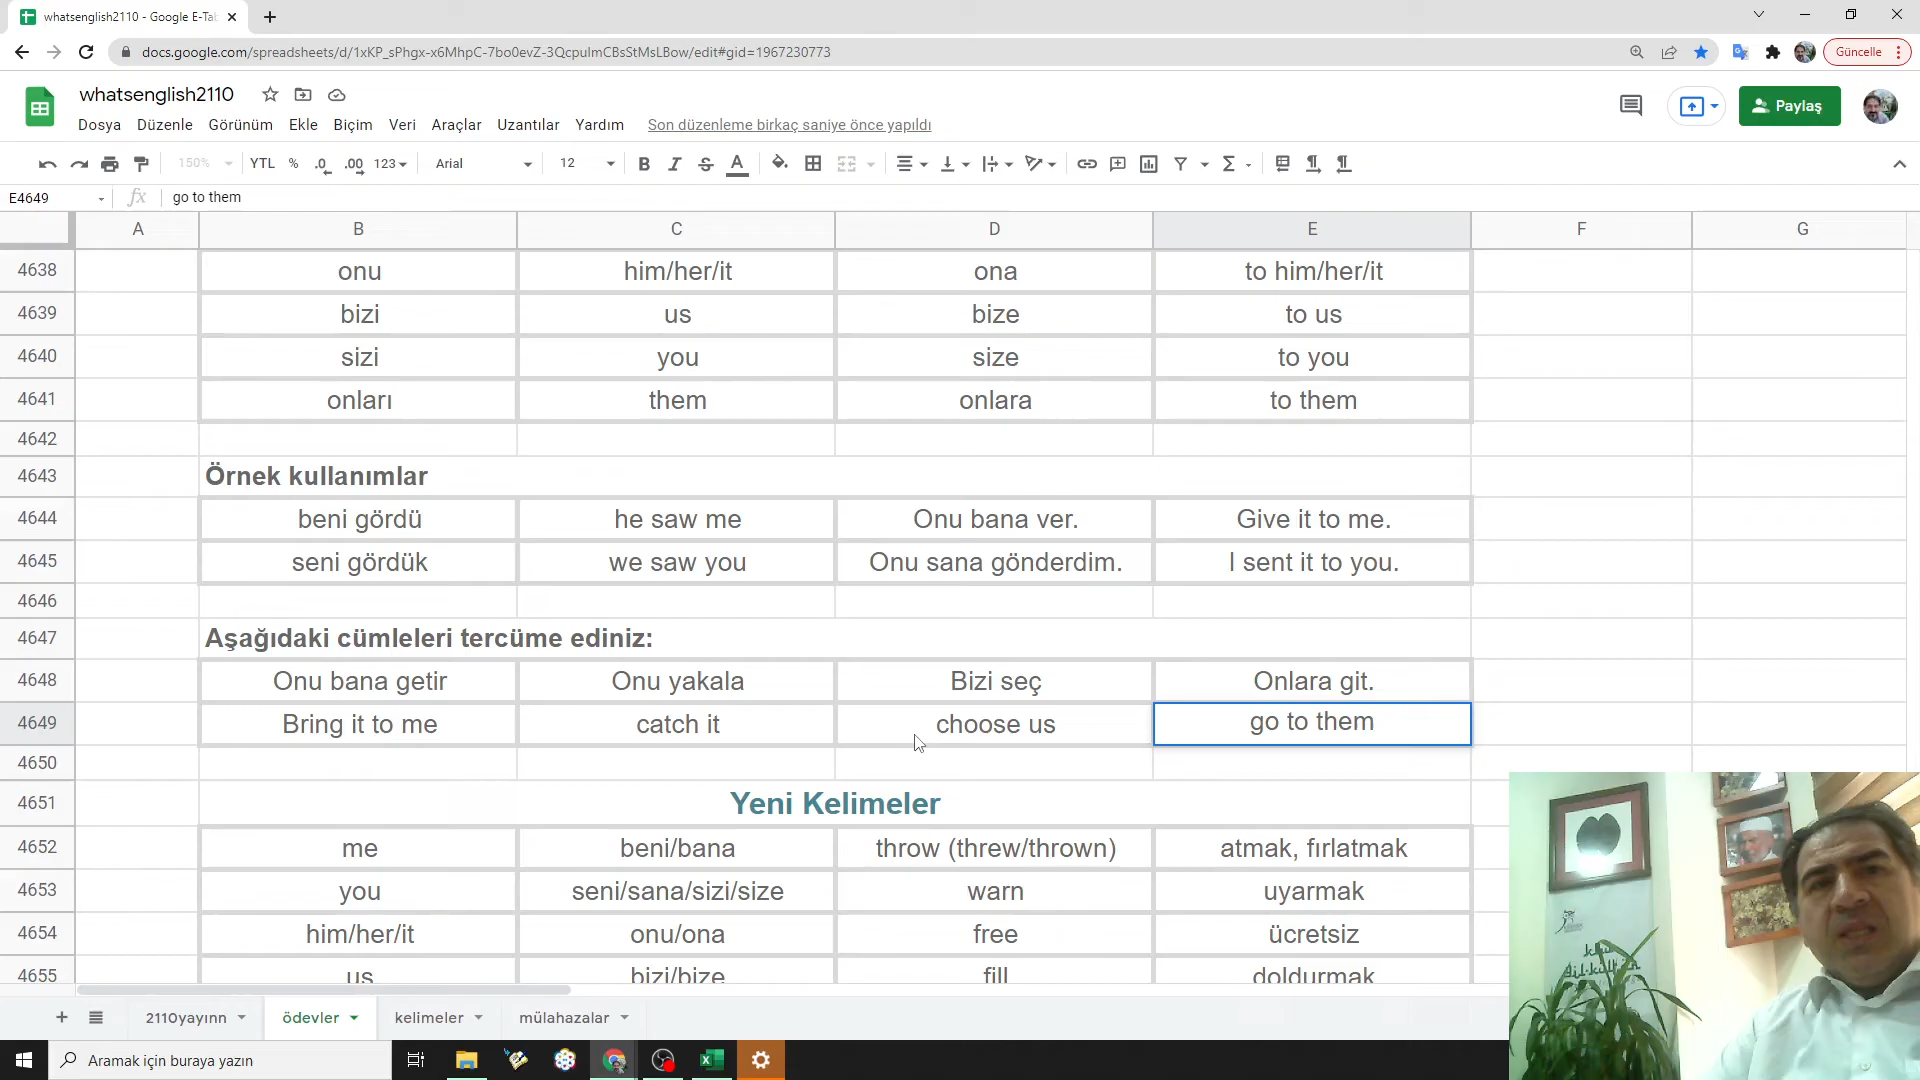 whatsenglish2110 - Google E-Tab
docs.google.com/spreadsheets/d/1xKP_sPhgx-x6MhpC-7bo0evZ-3QcpuImCBsStMsLBow/edit#gid=1967230773
Güncelle
whatsenglish2110
Dosya Düzenle Görünüm Ekle Biçim Veri Araçlar Uzantılar Yardım Son düzenleme birkaç saniye önce yapıldı
Paylaş
150% YTL % .0 .00 123 Arial 12 B I S A
E4649 fx go to them
A B C D E F G
4638 onu him/her/it ona to him/her/it
4639 bizi us bize to us
4640 sizi you size to you
4641 onları them onlara to them
4642
4643 Örnek kullanımlar
4644 beni gördü he saw me Onu bana ver. Give it to me.
4645 seni gördük we saw you Onu sana gönderdim. I sent it to you.
4646
4647 Aşağıdaki cümleleri tercüme ediniz:
4648 Onu bana getir Onu yakala Bizi seç Onlara git.
4649 Bring it to me catch it choose us go to them
4650
4651 Yeni Kelimeler
4652 me beni/bana throw (threw/thrown) atmak, fırlatmak
4653 you seni/sana/sizi/size warn uyarmak
4654 him/her/it onu/ona free ücretsiz
4655 us bizi/bize fill doldurmak
2110yayınn ödevler kelimeler mülahazalar
Aramak için buraya yazın